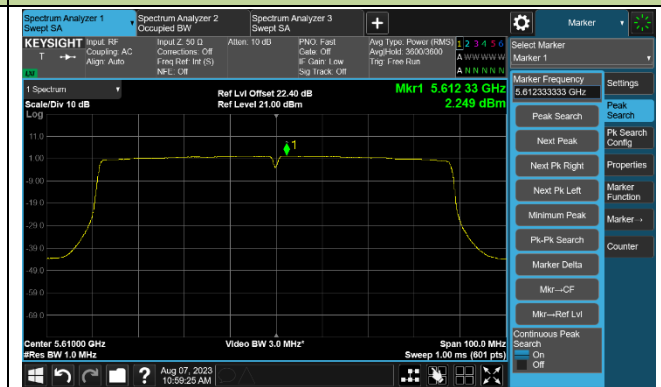 Spectrum Analyzer 1
Swept SA
Spectrum Analyzer 2
Occupied BW
Spectrum Analyzer 3
Swept SA
+
Marker
KEYSIGHT
T
LXI
Input: RF
Coupling: AC
Align: Auto
Input Z: 50 Ω
Corrections: Off
Freq Ref: Int (S)
NFE: Off
Atten: 10 dB
PNO: Fast
Gate: Off
IF Gain: Low
Sig Track: Off
Avg Type: Power (RMS)
Avg|Hold: 3600/3600
Trig: Free Run
1 2 3 4 5 6
A W W W W W
A N N N N N
Select Marker
Marker 1
1 Spectrum
Scale/Div 10 dB
Log
Ref Lvl Offset 22.40 dB
Ref Level 21.00 dBm
Mkr1 5.612 33 GHz
2.249 dBm
11.0
1.00
-9.00
-19.0
-29.0
-39.0
-49.0
-59.0
-69.0
1
Center 5.61000 GHz
#Res BW 1.0 MHz
Video BW 3.0 MHz*
Span 100.0 MHz
Sweep 1.00 ms (601 pts)
Marker Frequency
5.612333333 GHz
Peak Search
Next Peak
Next Pk Right
Next Pk Left
Minimum Peak
Pk-Pk Search
Marker Delta
Mkr→CF
Mkr→Ref Lvl
Continuous Peak
Search
On
Off
Settings
Peak
Search
Pk Search
Config
Properties
Marker
Function
Marker→
Counter
?
Aug 07, 2023
10:59:25 AM